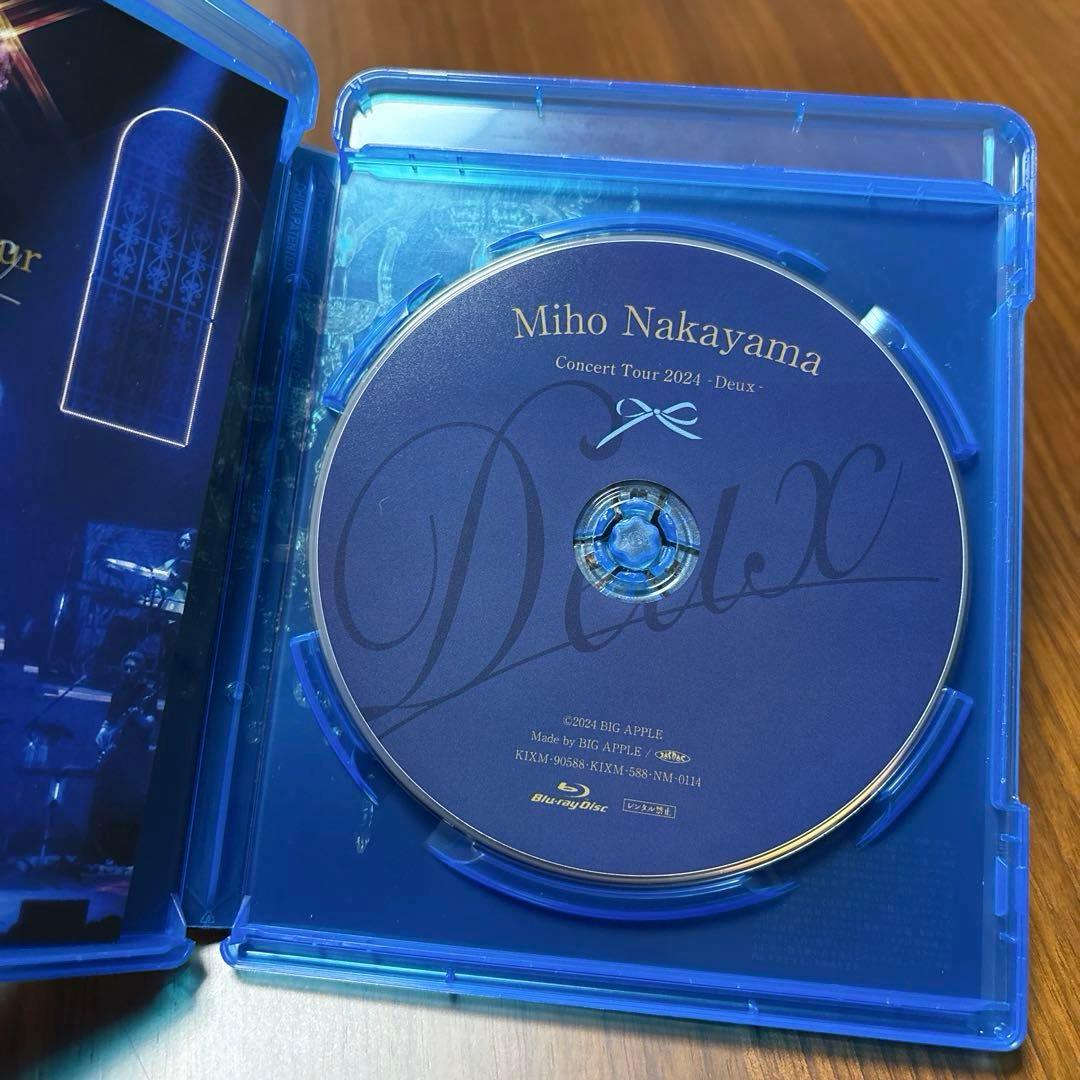 Miho Nakayama
Concert Tour 2024 -Deux-
Deux
©2024 BIG APPLE
Made by BIG APPLE / JASRAC
KIXM-90588・KIXM-588・NM-0114
Blu-ray Disc
レンタル禁止